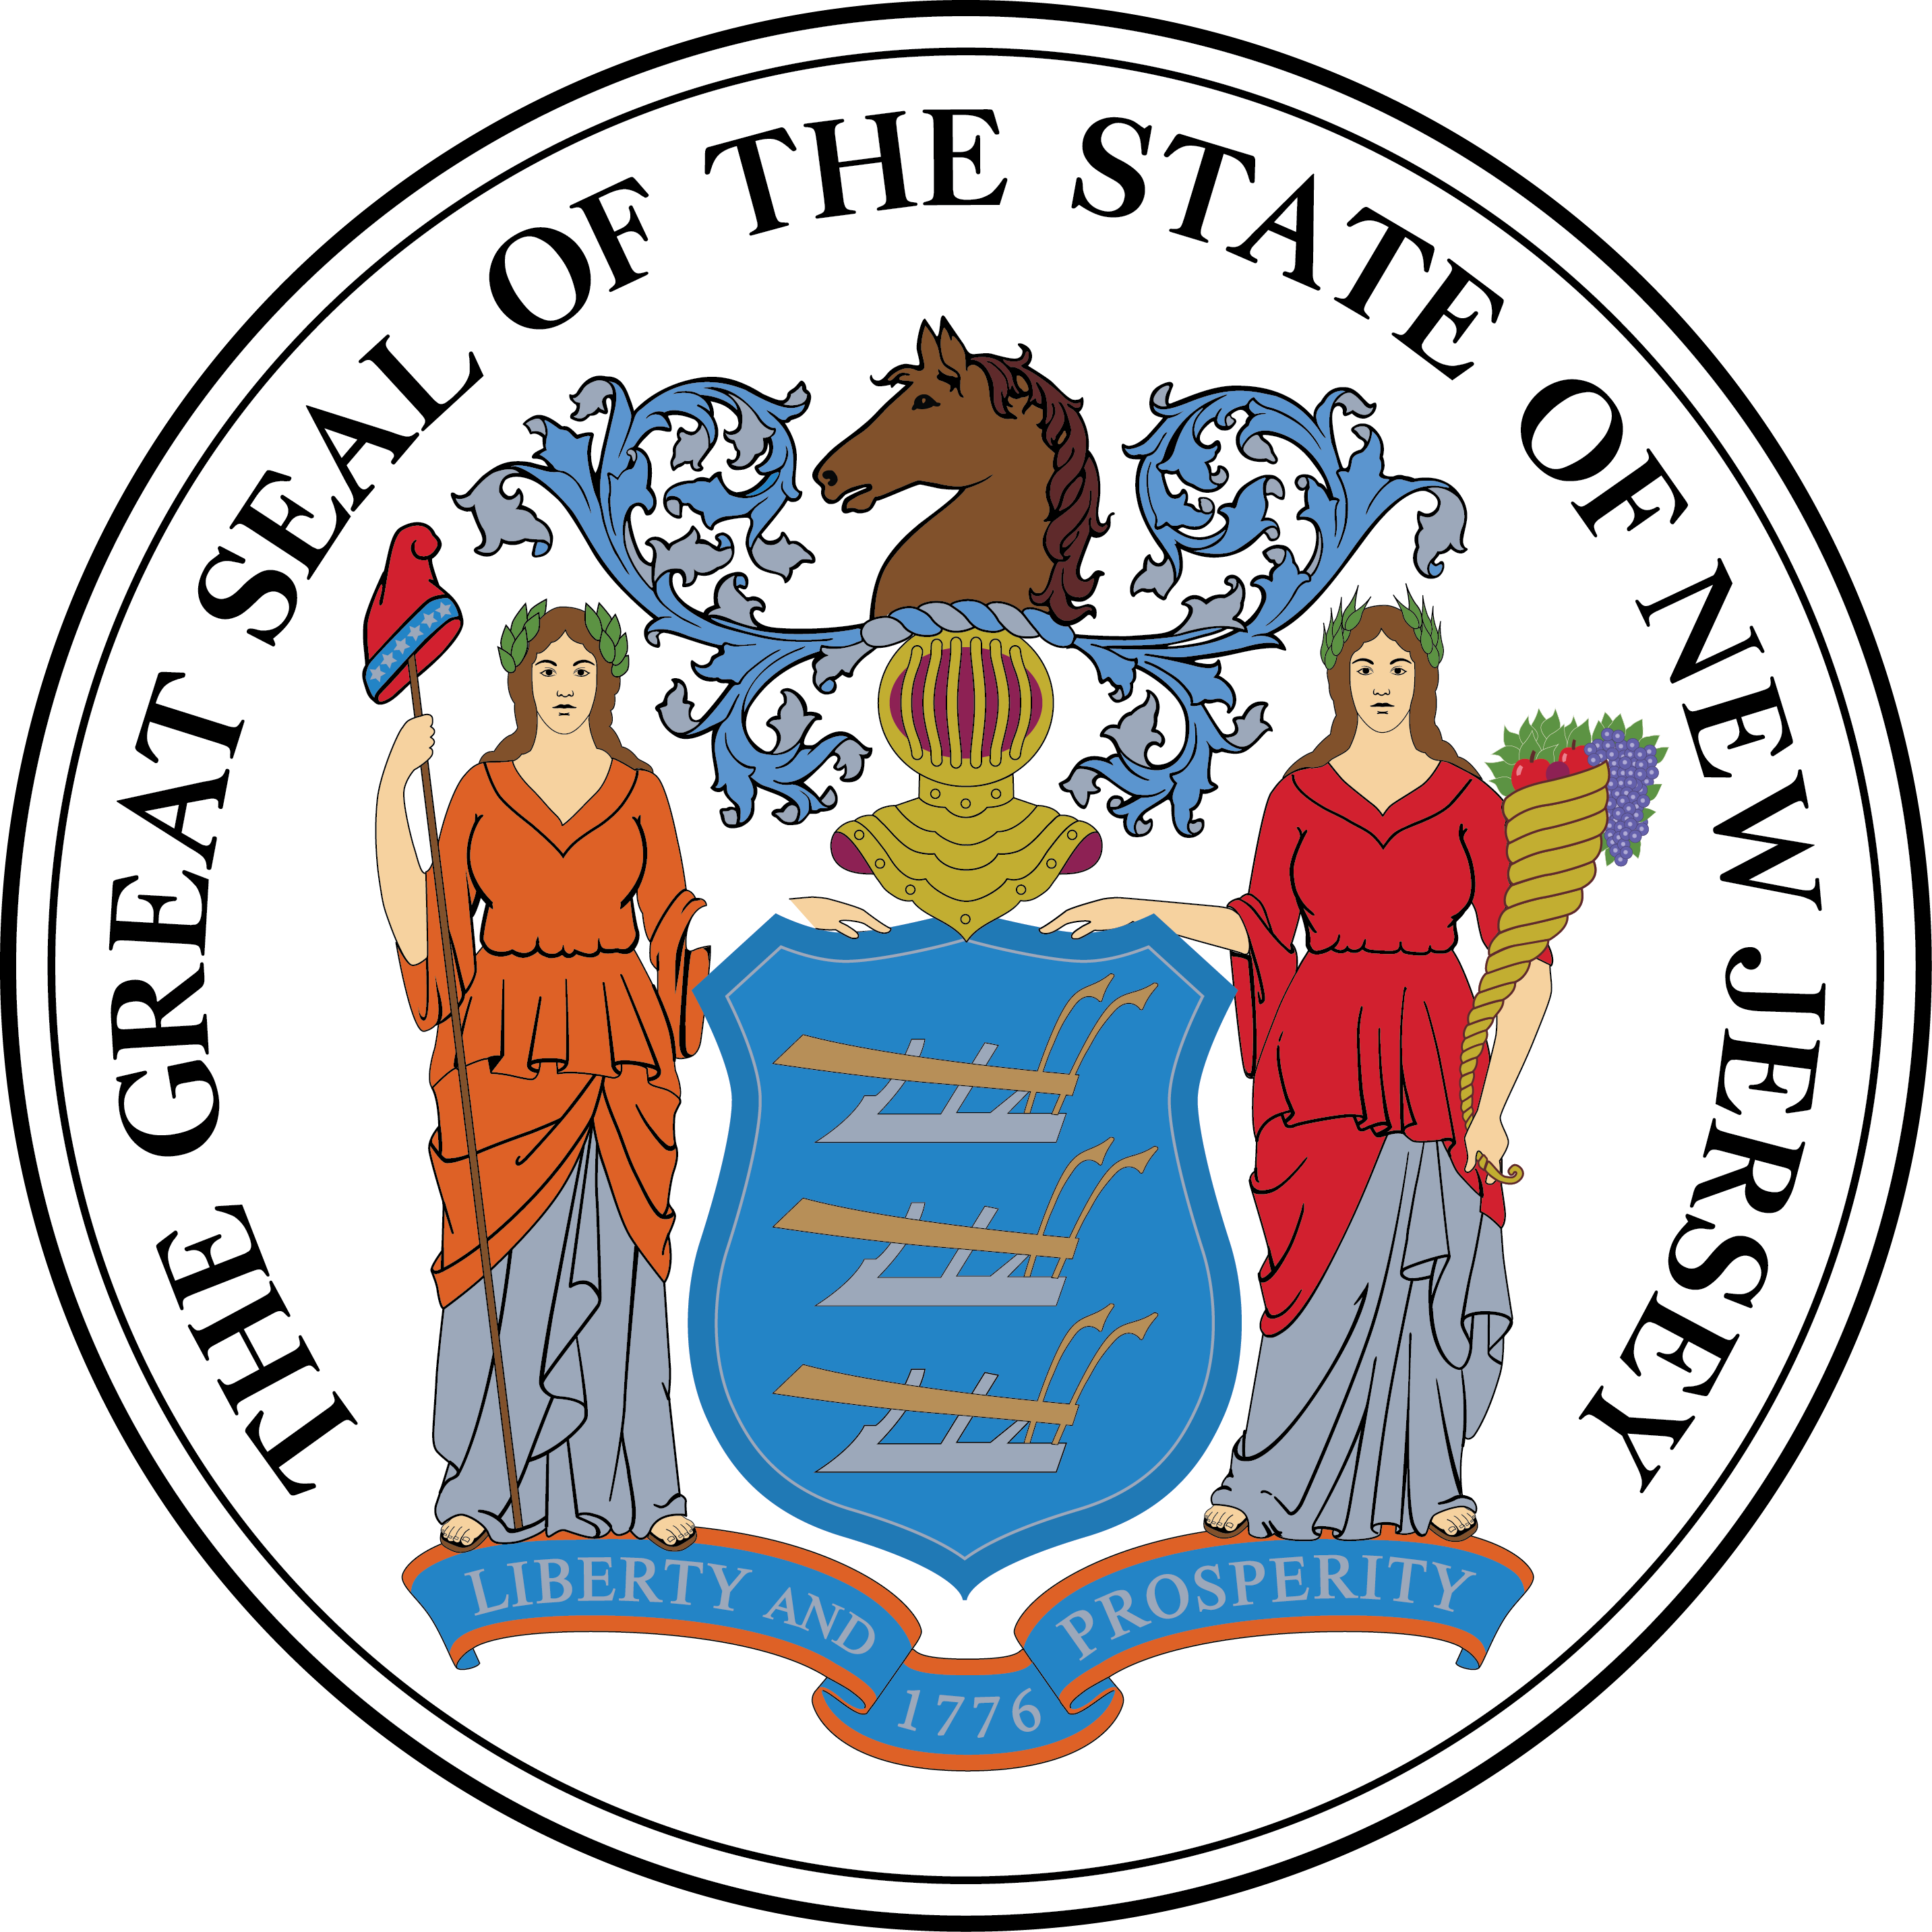 THE GREAT SEAL OF THE STATE OF NEW JERSEY
LIBERTY AND PROSPERITY
1776